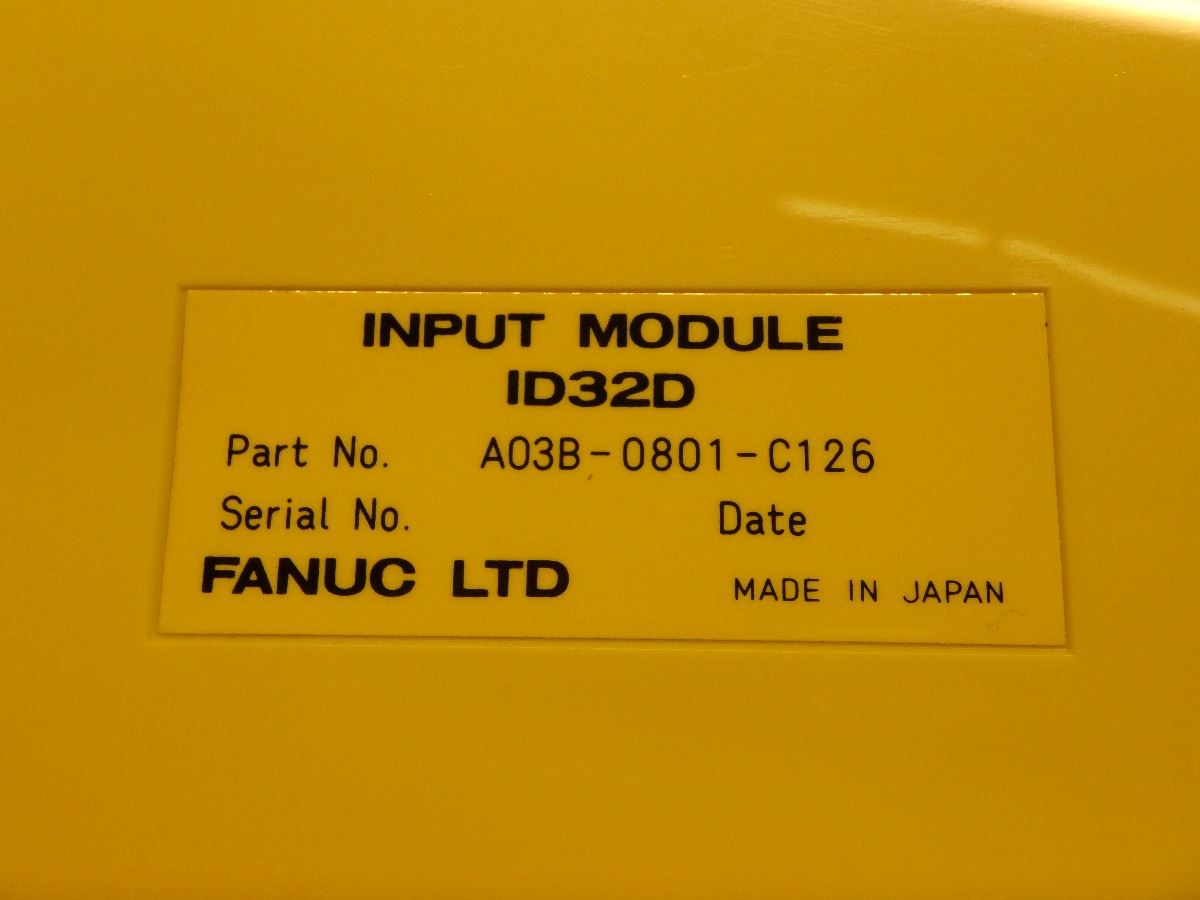 INPUT MODULE
ID32D
Part No. A03B-0801-C126
Serial No. Date
FANUC LTD MADE IN JAPAN